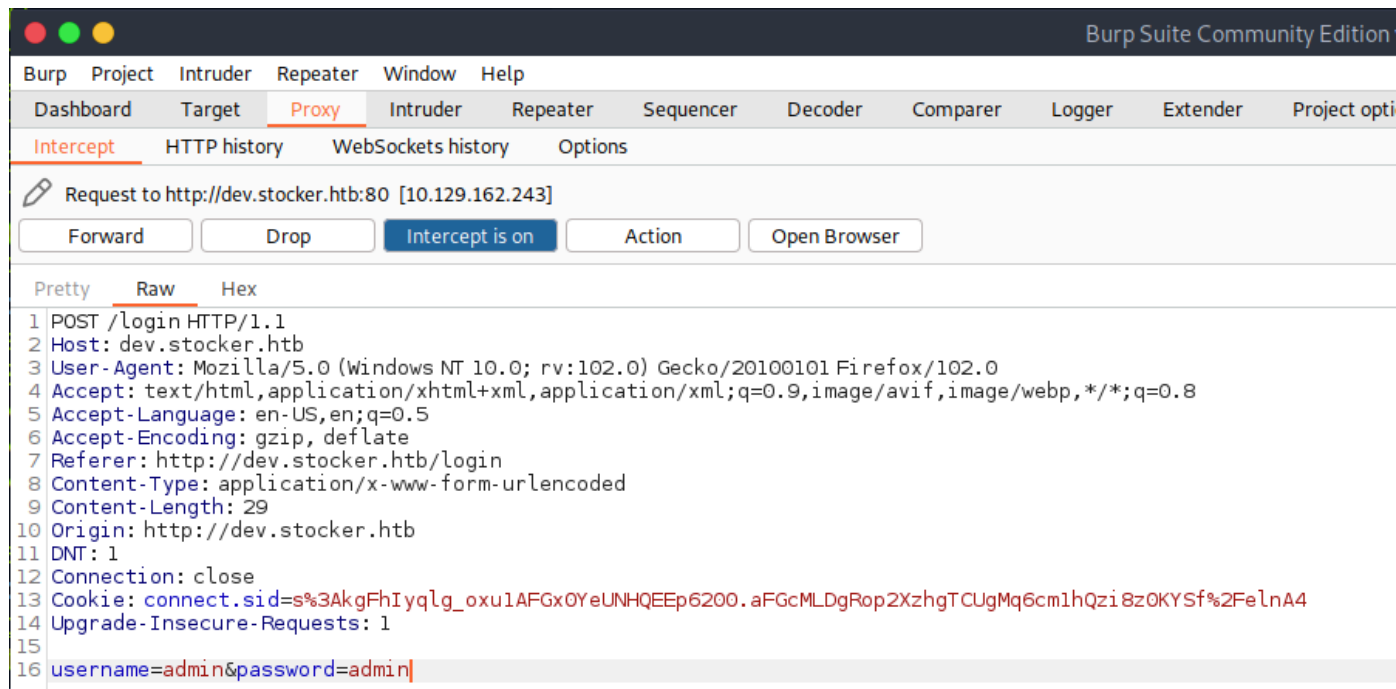 Burp Suite Community Edition
Burp Project Intruder Repeater Window Help
Dashboard Target Proxy Intruder Repeater Sequencer Decoder Comparer Logger Extender Project opti
Intercept HTTP history WebSockets history Options
Request to http://dev.stocker.htb:80 [10.129.162.243]
Forward Drop Intercept is on Action Open Browser
Pretty Raw Hex
1 POST /login HTTP/1.1
2 Host: dev.stocker.htb
3 User-Agent: Mozilla/5.0 (Windows NT 10.0; rv:102.0) Gecko/20100101 Firefox/102.0
4 Accept: text/html,application/xhtml+xml,application/xml;q=0.9,image/avif,image/webp,*/*;q=0.8
5 Accept-Language: en-US,en;q=0.5
6 Accept-Encoding: gzip, deflate
7 Referer: http://dev.stocker.htb/login
8 Content-Type: application/x-www-form-urlencoded
9 Content-Length: 29
10 Origin: http://dev.stocker.htb
11 DNT: 1
12 Connection: close
13 Cookie: connect.sid=s%3AkgFhIyqlg_oxu1AFGx0YeUNHQEEp6200.aFGcMLDgRop2XzhgTCUgMq6cm1hQzi8z0KYSf%2FelnA4
14 Upgrade-Insecure-Requests: 1
15
16 username=admin&password=admin